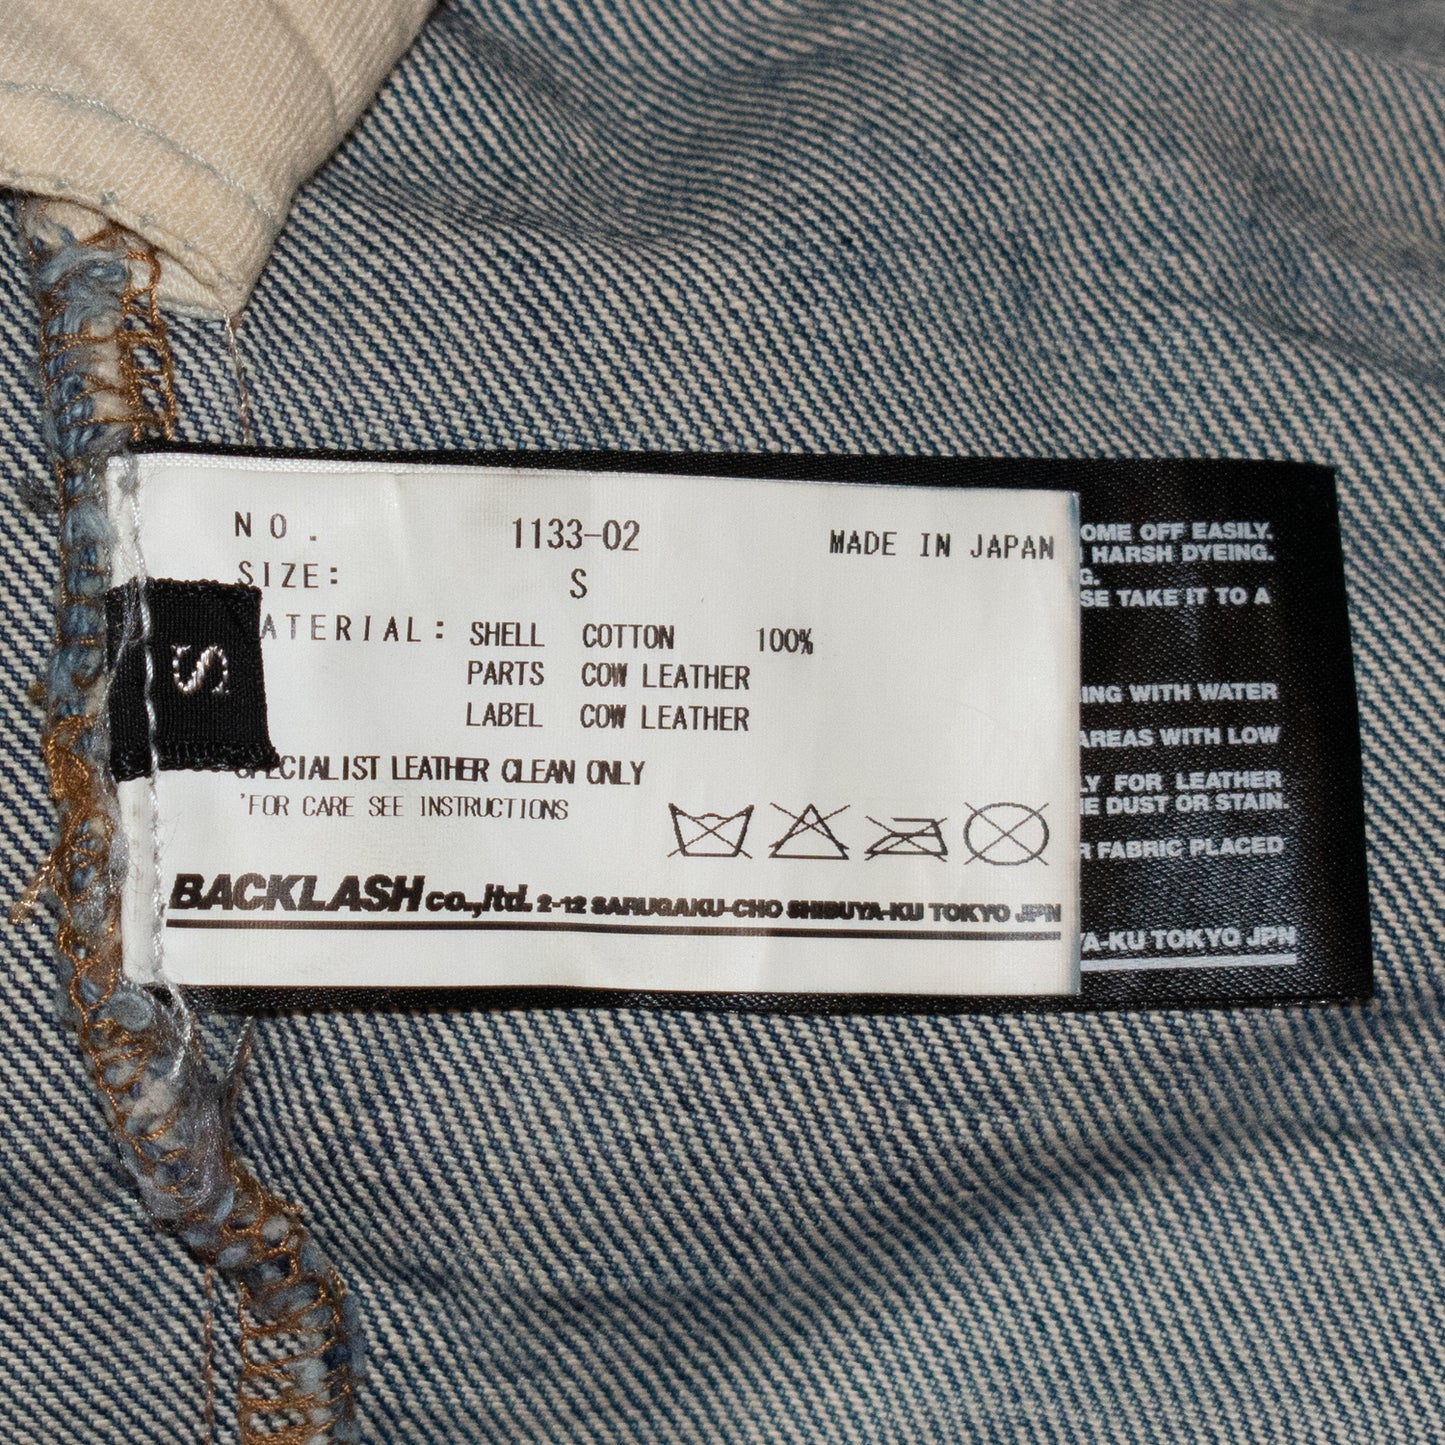 NO. 1133-02 MADE IN JAPAN
SIZE: S
ATERIAL: SHELL COTTON 100%
PARTS COW LEATHER
LABEL COW LEATHER
S
SPECIALIST LEATHER CLEAN ONLY
'FOR CARE SEE INSTRUCTIONS
BACKLASH co.,ltd. 2-12 SARUGAKU-CHO SHIBUYA-KU TOKYO JPN
OME OFF EASILY.
HARSH DYEING.
G.
SE TAKE IT TO A
ING WITH WATER
AREAS WITH LOW
LY FOR LEATHER
E DUST OR STAIN.
R FABRIC PLACED
YA-KU TOKYO JPN